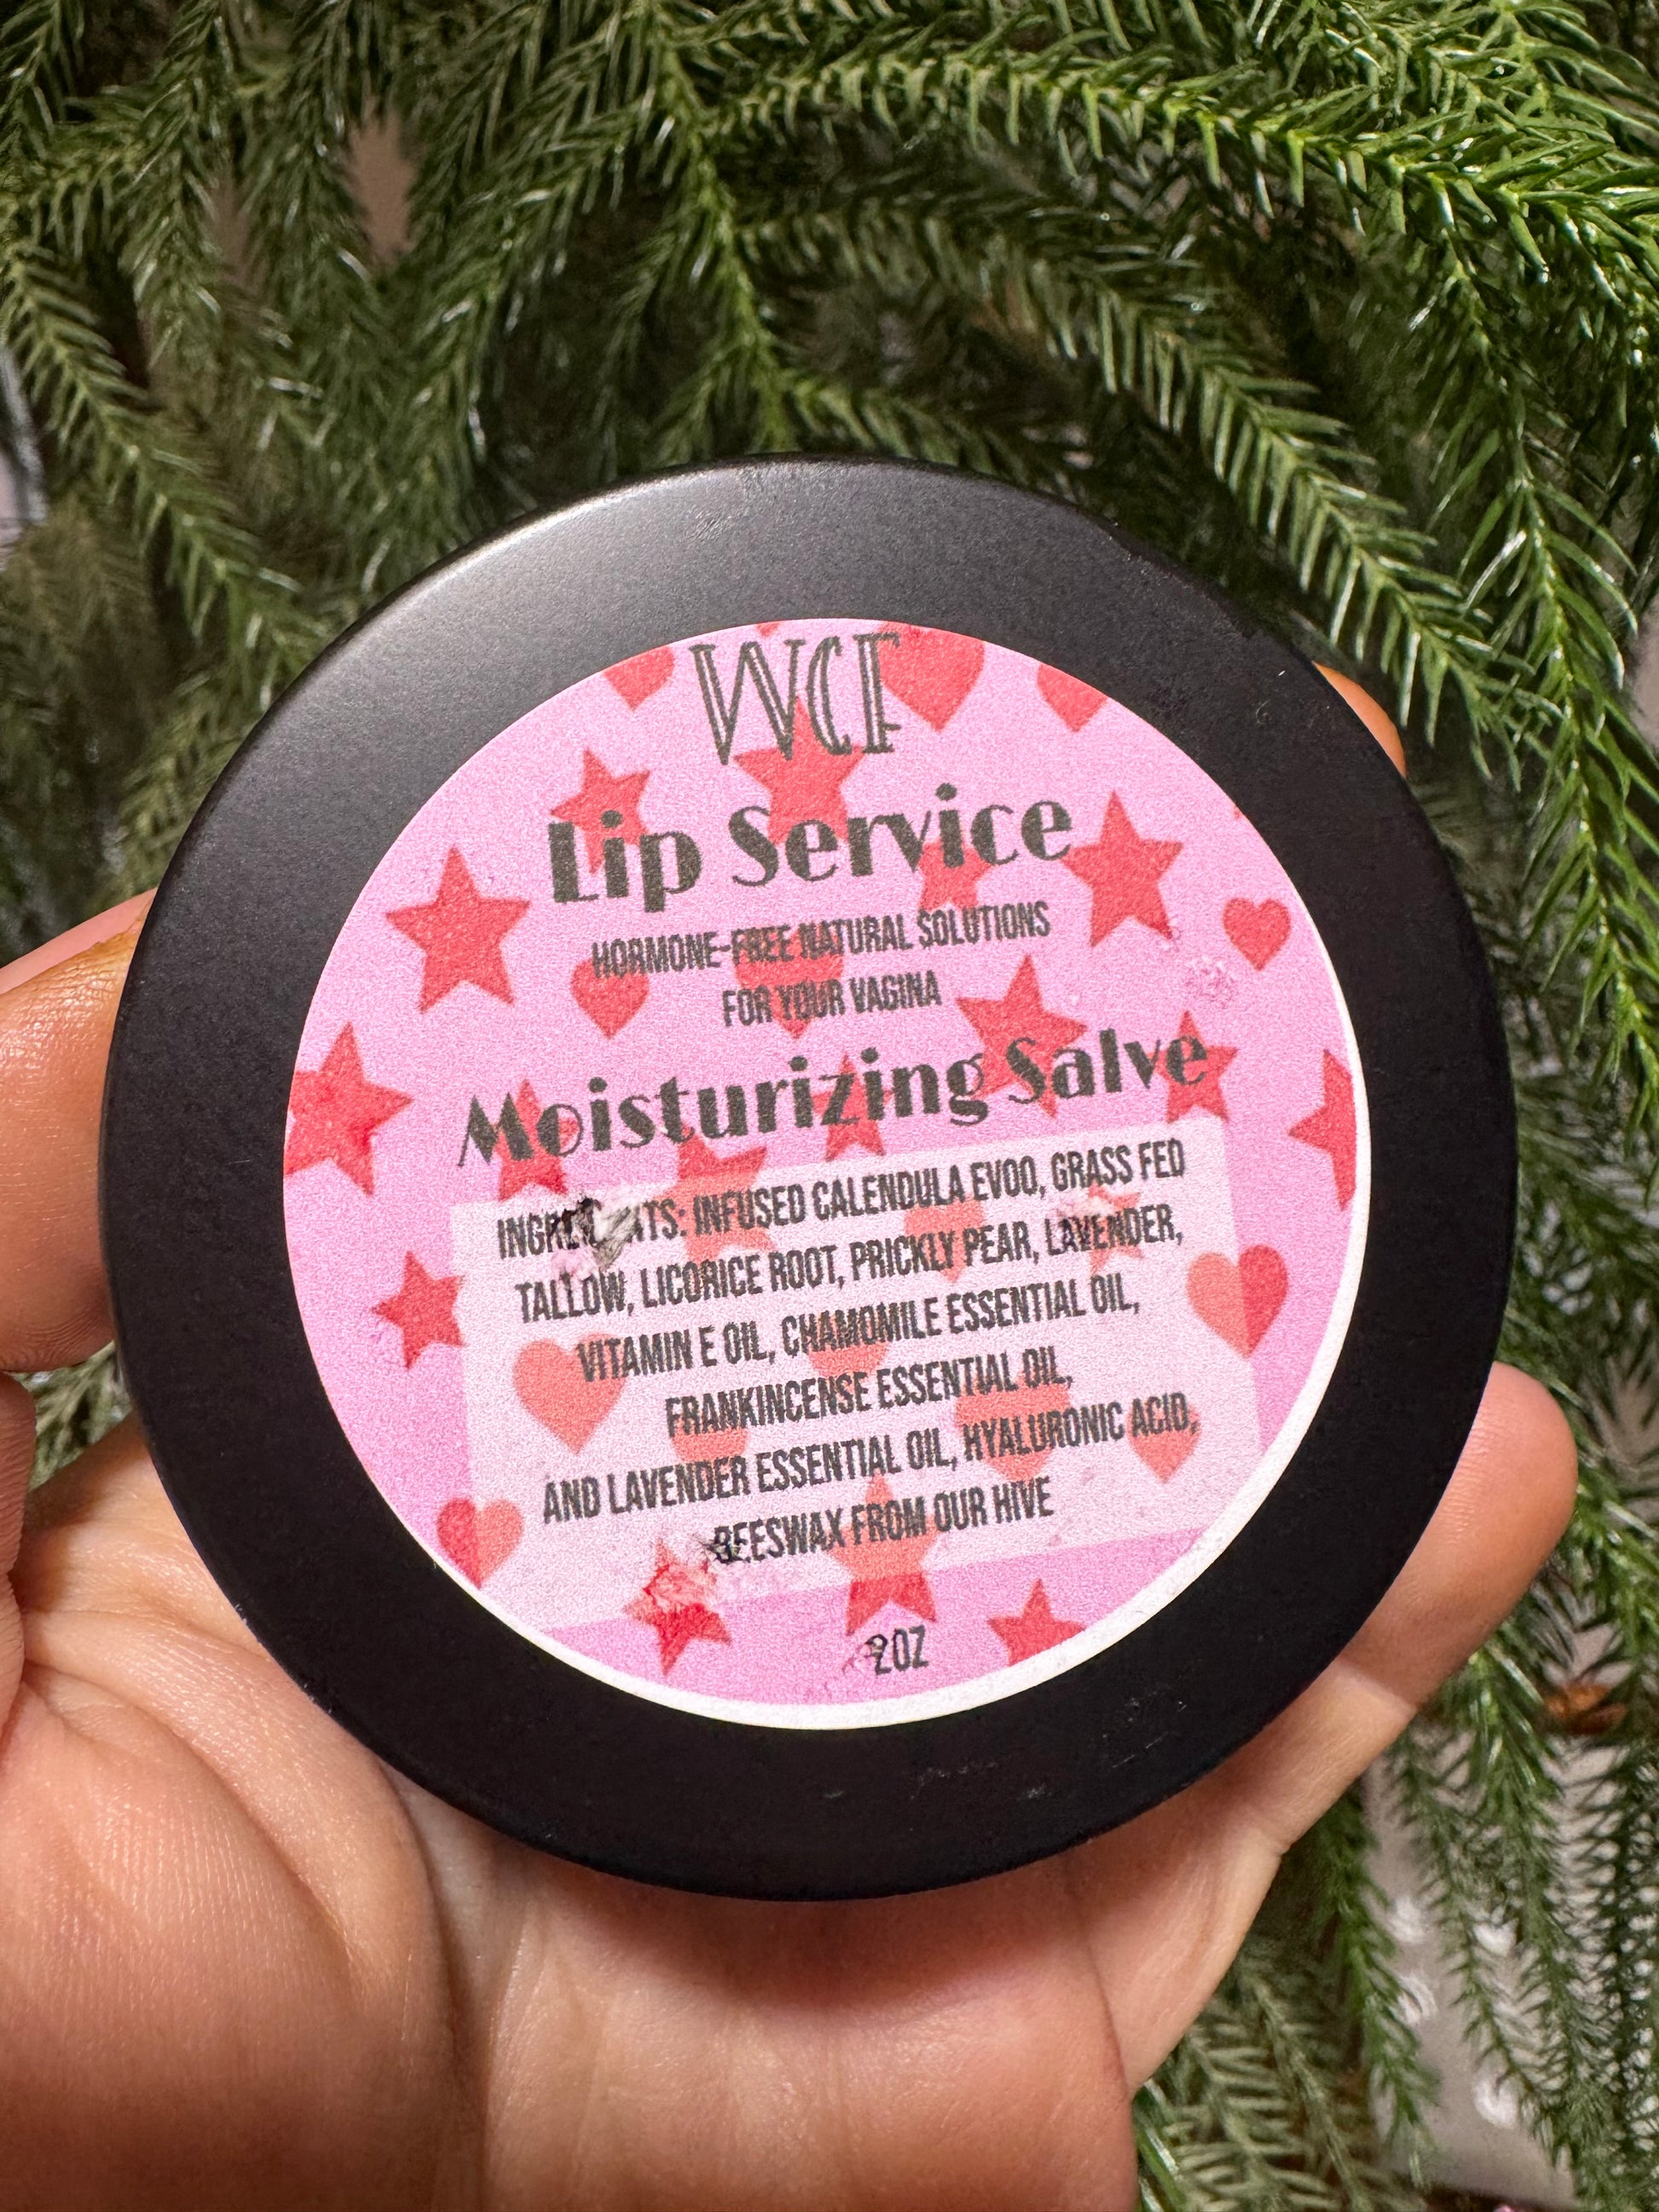 WCF
Lip Service
HORMONE-FREE NATURAL SOLUTIONS
FOR YOUR VAGINA
Moisturizing Salve
INGREDIENTS: INFUSED CALENDULA EVOO, GRASS FED
TALLOW, LICORICE ROOT, PRICKLY PEAR, LAVENDER,
VITAMIN E OIL, CHAMOMILE ESSENTIAL OIL,
FRANKINCENSE ESSENTIAL OIL,
AND LAVENDER ESSENTIAL OIL, HYALURONIC ACID,
BEESWAX FROM OUR HIVE
2OZ